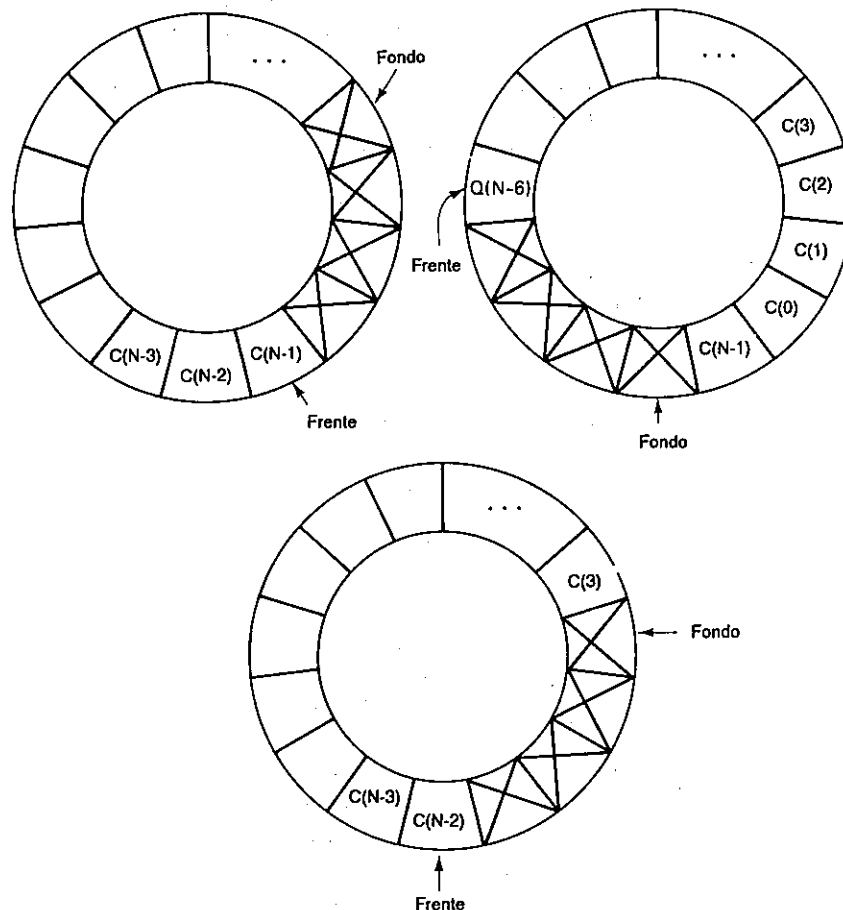 . . .
Fondo
C(N-3)
C(N-2)
C(N-1)
Frente
. . .
C(3)
C(2)
C(1)
C(0)
C(N-1)
Q(N-6)
Frente
Fondo
. . .
C(3)
Fondo
C(N-3)
C(N-2)
Frente